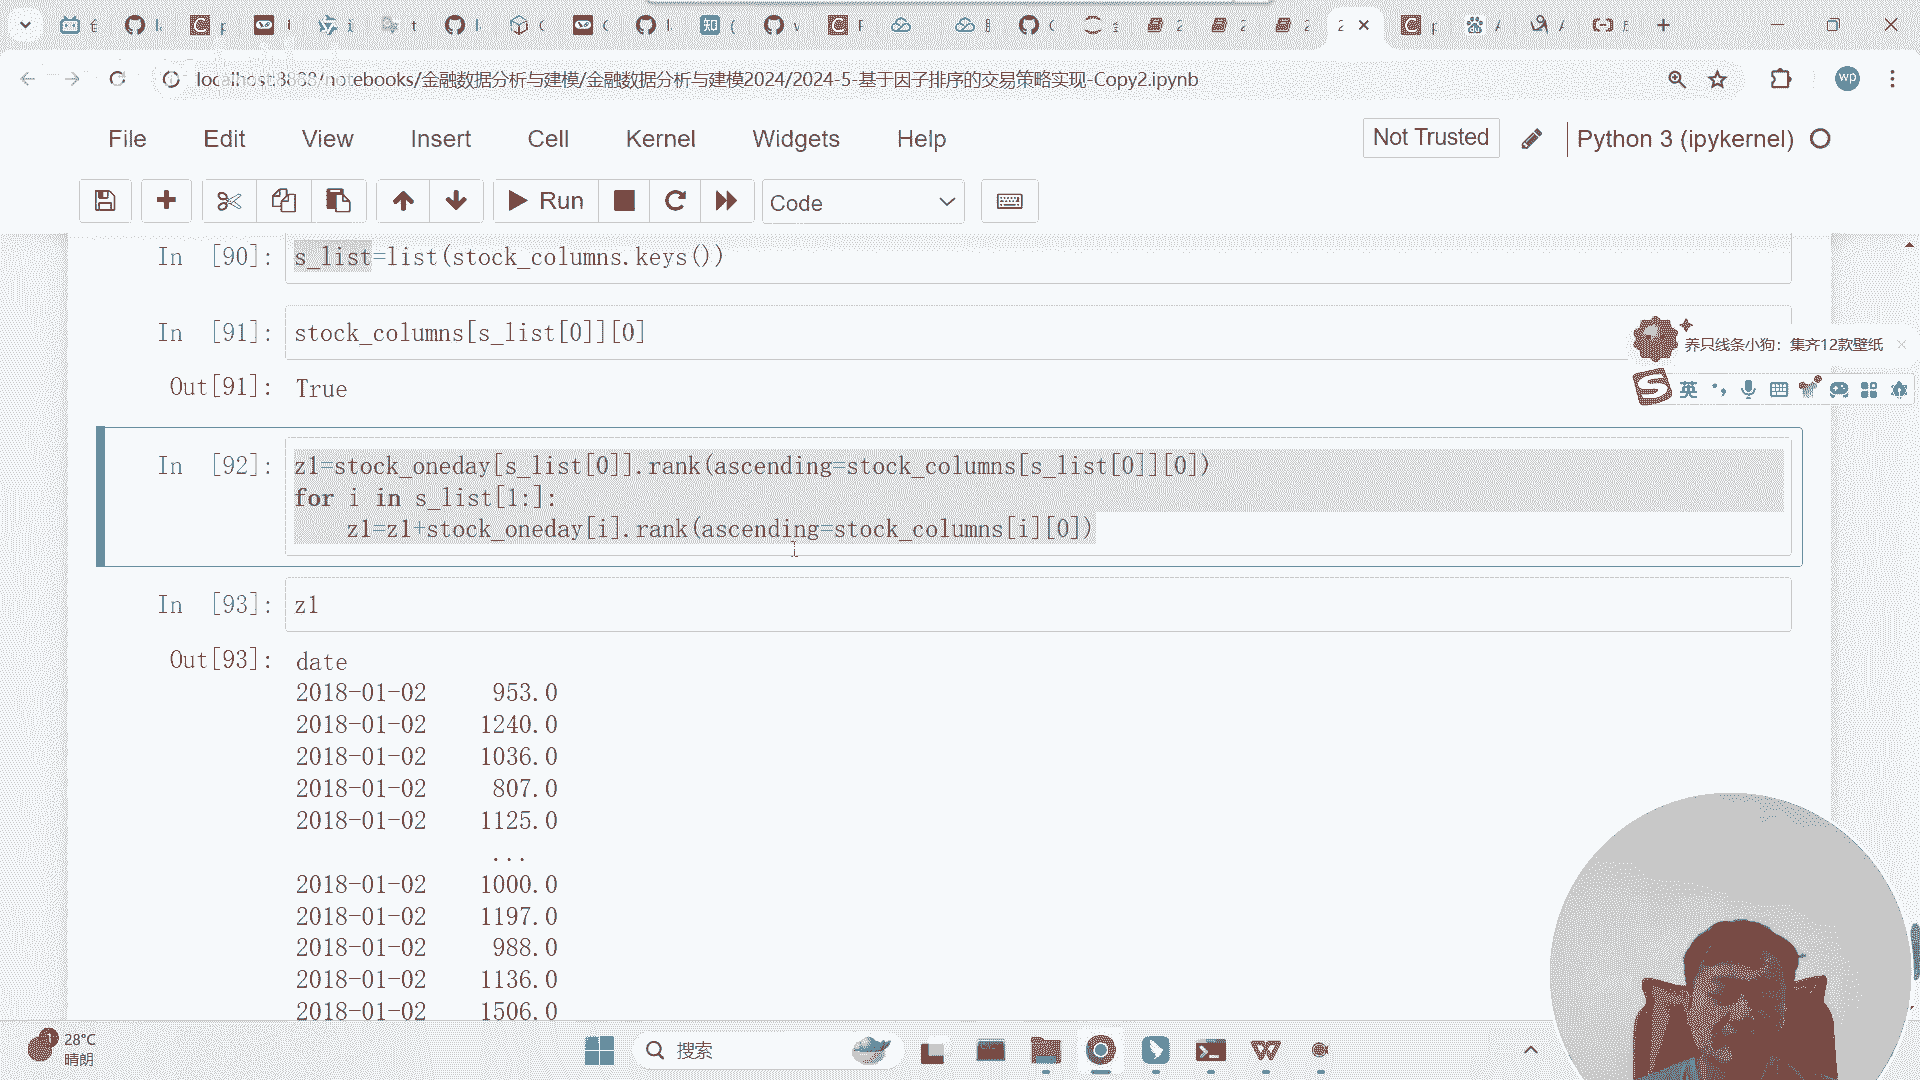 localhost:8888/notebooks/金融数据分析与建模/金融数据分析与建模2024/2024-5-基于因子排序的交易策略实现-Copy2.ipynb
wp
File Edit View Insert Cell Kernel Widgets Help
Not Trusted
Python 3 (ipykernel)
Run
Code
In [90]: s_list=list(stock_columns.keys())
In [91]: stock_columns[s_list[0]][0]
养只线条小狗：集齐12款壁纸
Out[91]: True
英
In [92]: z1=stock_oneday[s_list[0]].rank(ascending=stock_columns[s_list[0]][0])
for i in s_list[1:]:
    z1=z1+stock_oneday[i].rank(ascending=stock_columns[i][0])
In [93]: z1
Out[93]: date
2018-01-02 953.0
2018-01-02 1240.0
2018-01-02 1036.0
2018-01-02 807.0
2018-01-02 1125.0
...
2018-01-02 1000.0
2018-01-02 1197.0
2018-01-02 988.0
2018-01-02 1136.0
2018-01-02 1506.0
1
28°C
晴朗
搜索